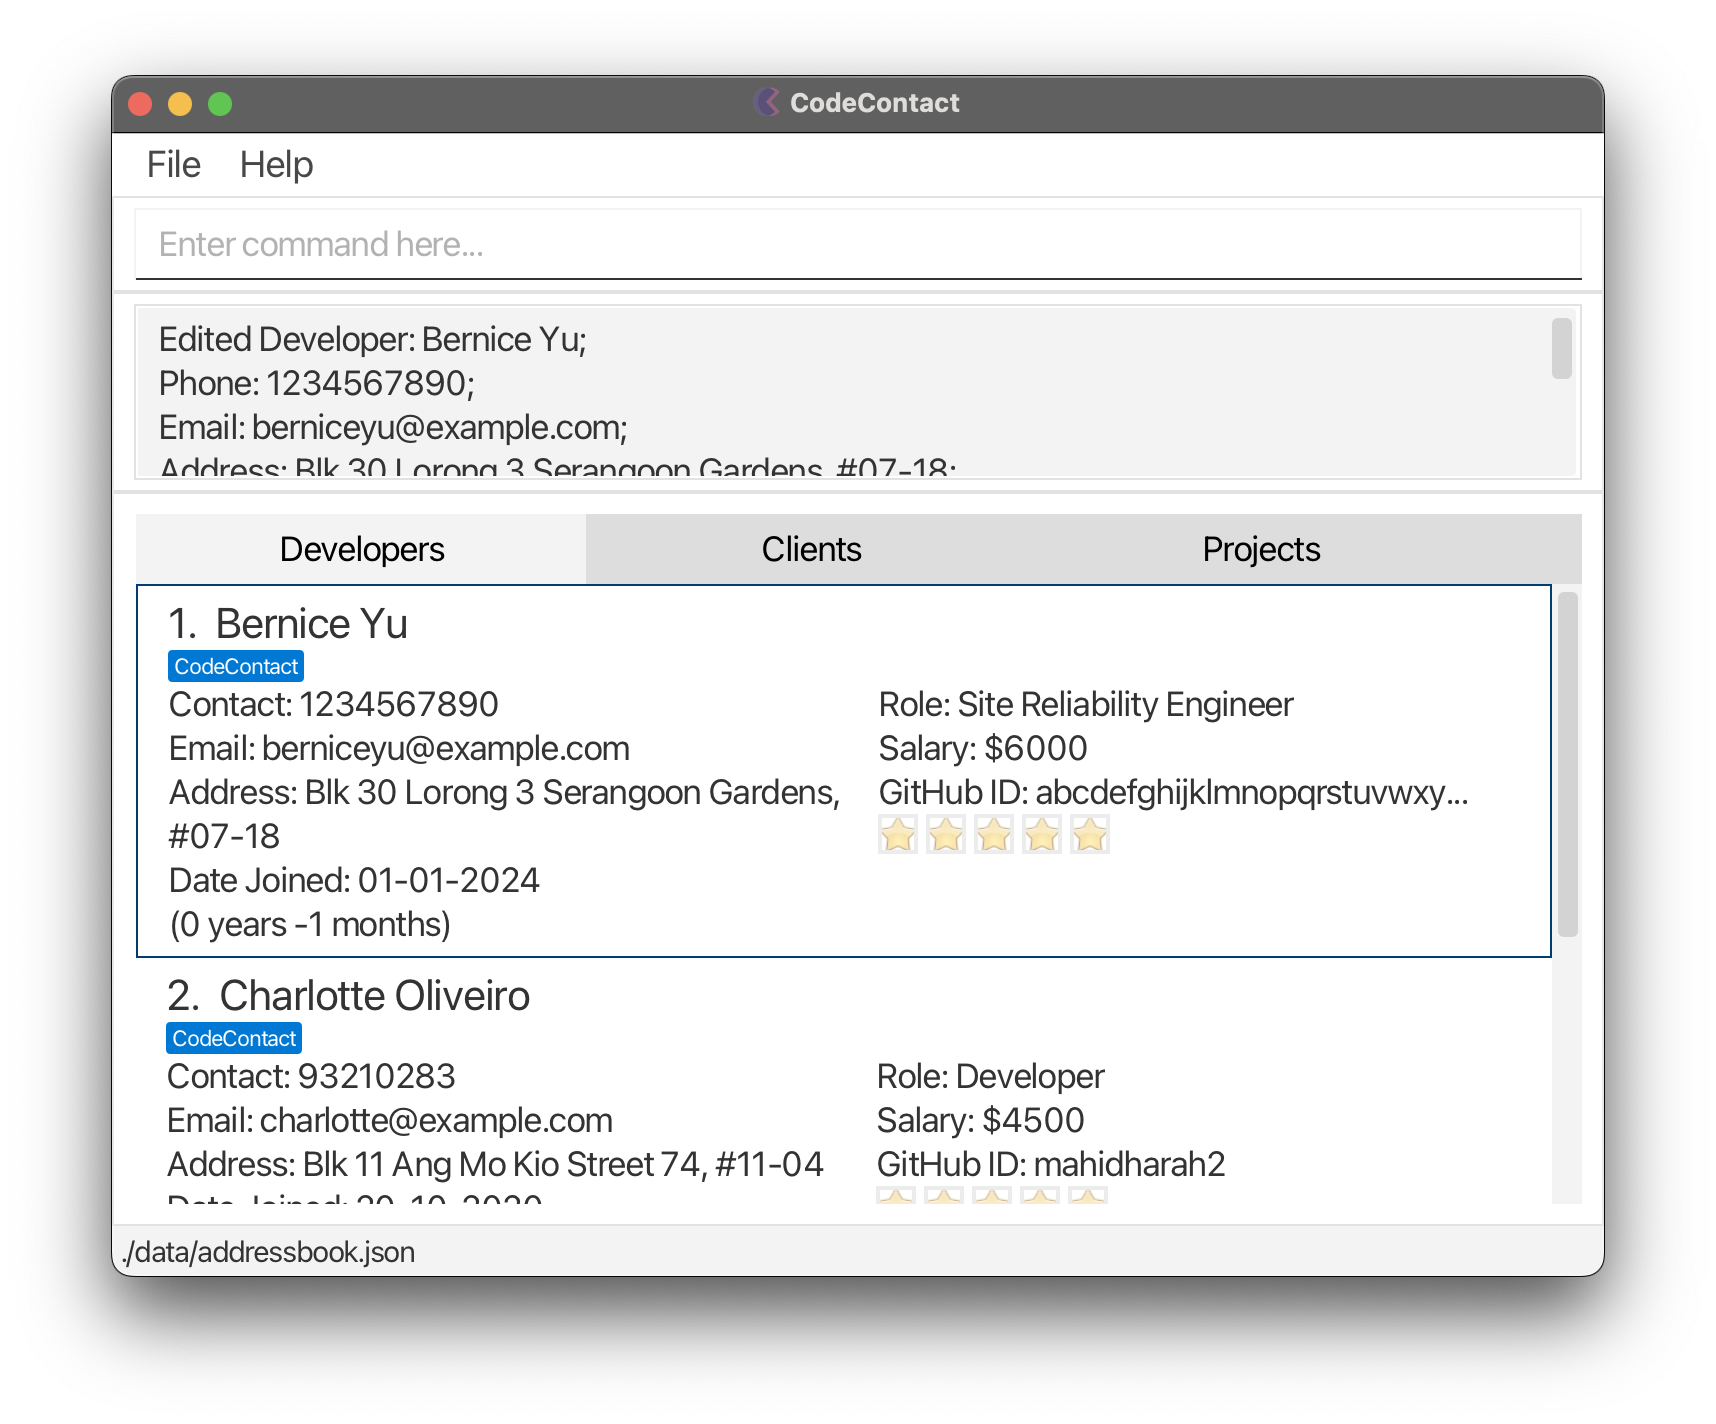 CodeContact
File Help
Enter command here...
Edited Developer: Bernice Yu;
Phone: 1234567890;
Email: berniceyu@example.com;
Address: Blk 30 Lorong 3 Serangoon Gardens, #07-18;
Developers Clients Projects
1. Bernice Yu
CodeContact
Contact: 1234567890
Email: berniceyu@example.com
Address: Blk 30 Lorong 3 Serangoon Gardens,
#07-18
Date Joined: 01-01-2024
(0 years -1 months)
Role: Site Reliability Engineer
Salary: $6000
GitHub ID: abcdefghijklmnopqrstuvwxy...
2. Charlotte Oliveiro
CodeContact
Contact: 93210283
Email: charlotte@example.com
Address: Blk 11 Ang Mo Kio Street 74, #11-04
Date Joined: 20-10-2020
Role: Developer
Salary: $4500
GitHub ID: mahidharah2
./data/addressbook.json